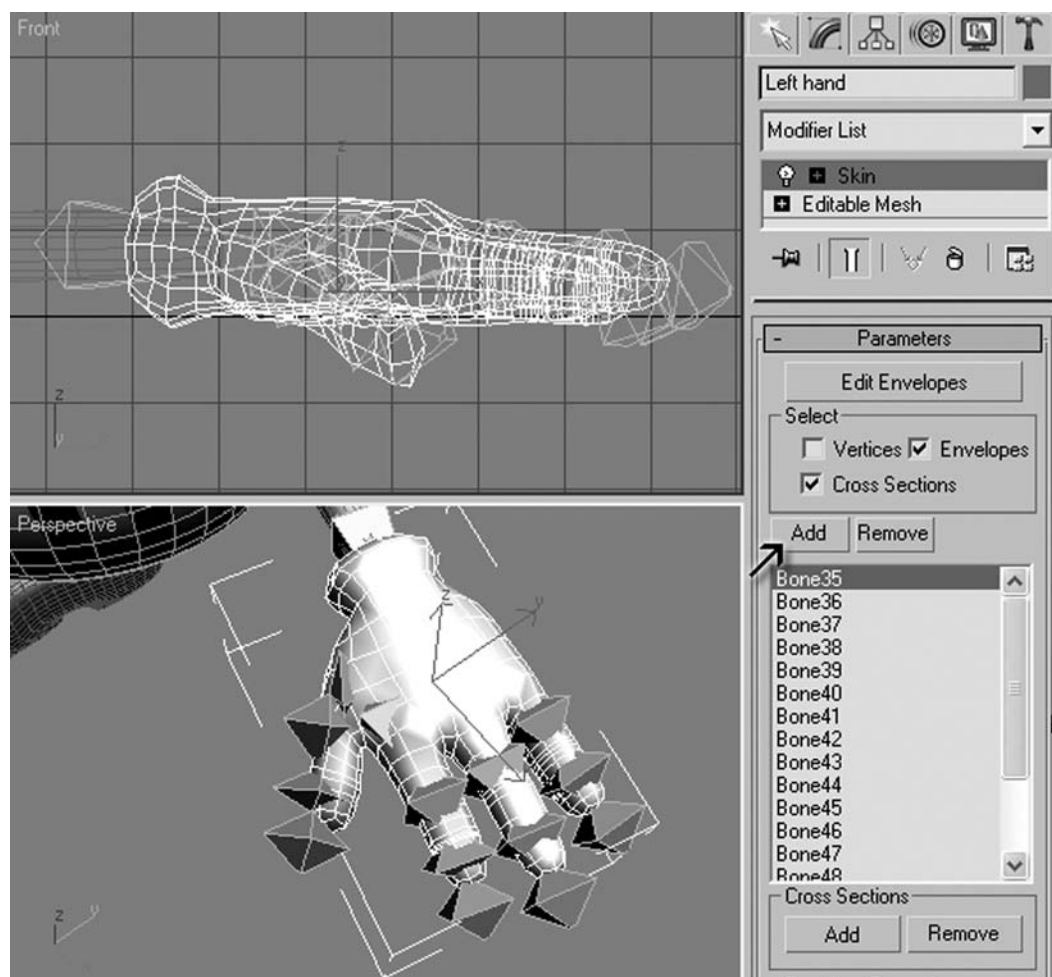 Front
z
z
y
Perspective
z
y
z
y
Left hand
Modifier List
Skin
Editable Mesh
- Parameters
Edit Envelopes
Select
Vertices Envelopes
Cross Sections
Add Remove
Bone35
Bone36
Bone37
Bone38
Bone39
Bone40
Bone41
Bone42
Bone43
Bone44
Bone45
Bone46
Bone47
Bone48
Cross Sections
Add Remove